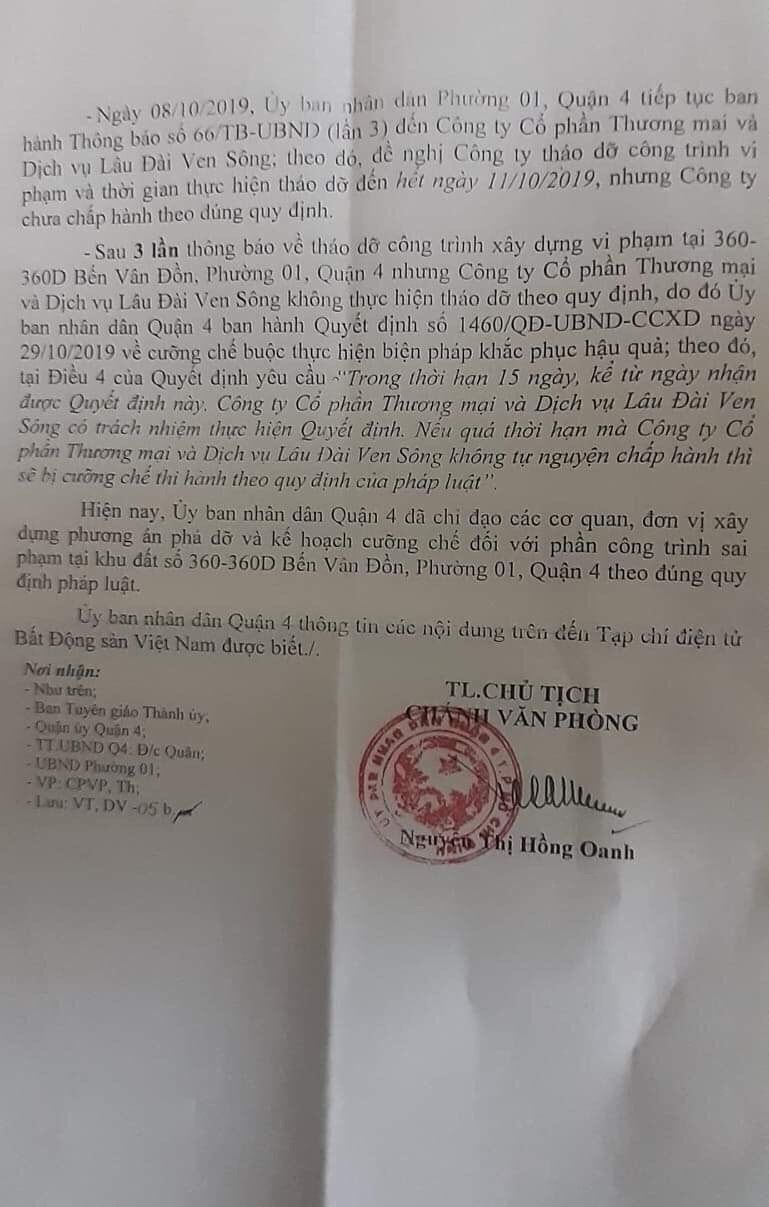 - Ngày 08/10/2019, Ủy ban nhân dân Phường 01, Quận 4 tiếp tục ban
hành Thông báo số 66/TB-UBND (lần 3) đến Công ty Cổ phần Thương mại và
Dịch vụ Lâu Đài Ven Sông; theo đó, đề nghị Công ty tháo dỡ công trình vi
phạm và thời gian thực hiện tháo dỡ đến hết ngày 11/10/2019, nhưng Công ty
chưa chấp hành theo đúng quy định.
- Sau 3 lần thông báo về tháo dỡ công trình xây dựng vi phạm tại 360-
360D Bến Vân Đồn, Phường 01, Quận 4 nhưng Công ty Cổ phần Thương mại
và Dịch vụ Lâu Đài Ven Sông không thực hiện tháo dỡ theo quy định, do đó Ủy
ban nhân dân Quận 4 ban hành Quyết định số 1460/QĐ-UBND-CCXD ngày
29/10/2019 về cưỡng chế buộc thực hiện biện pháp khắc phục hậu quả; theo đó,
tại Điều 4 của Quyết định yêu cầu "Trong thời hạn 15 ngày, kể từ ngày nhận
được Quyết định này. Công ty Cổ phần Thương mại và Dịch vụ Lâu Đài Ven
Sông có trách nhiệm thực hiện Quyết định. Nếu quá thời hạn mà Công ty Cổ
phần Thương mại và Dịch vụ Lâu Đài Ven Sông không tự nguyện chấp hành thì
sẽ bị cưỡng chế thi hành theo quy định của pháp luật".
Hiện nay, Ủy ban nhân dân Quận 4 đã chỉ đạo các cơ quan, đơn vị xây
dựng phương án phá dỡ và kế hoạch cưỡng chế đối với phần công trình sai
phạm tại khu đất số 360-360D Bến Vân Đồn, Phường 01, Quận 4 theo đúng quy
định pháp luật.
Ủy ban nhân dân Quận 4 thông tin các nội dung trên đến Tạp chí điện tử
Bất Động sản Việt Nam được biết./.
Nơi nhận:
- Như trên;
- Ban Tuyên giáo Thành ủy;
- Quận ủy Quận 4;
- TT.UBND Q4: Đ/c Quân;
- UBND Phường 01;
- VP: CPVP, Th;
- Lưu: VT, DV -05 b
TL.CHỦ TỊCH
CHÁNH VĂN PHÒNG
Nguyễn Thị Hồng Oanh